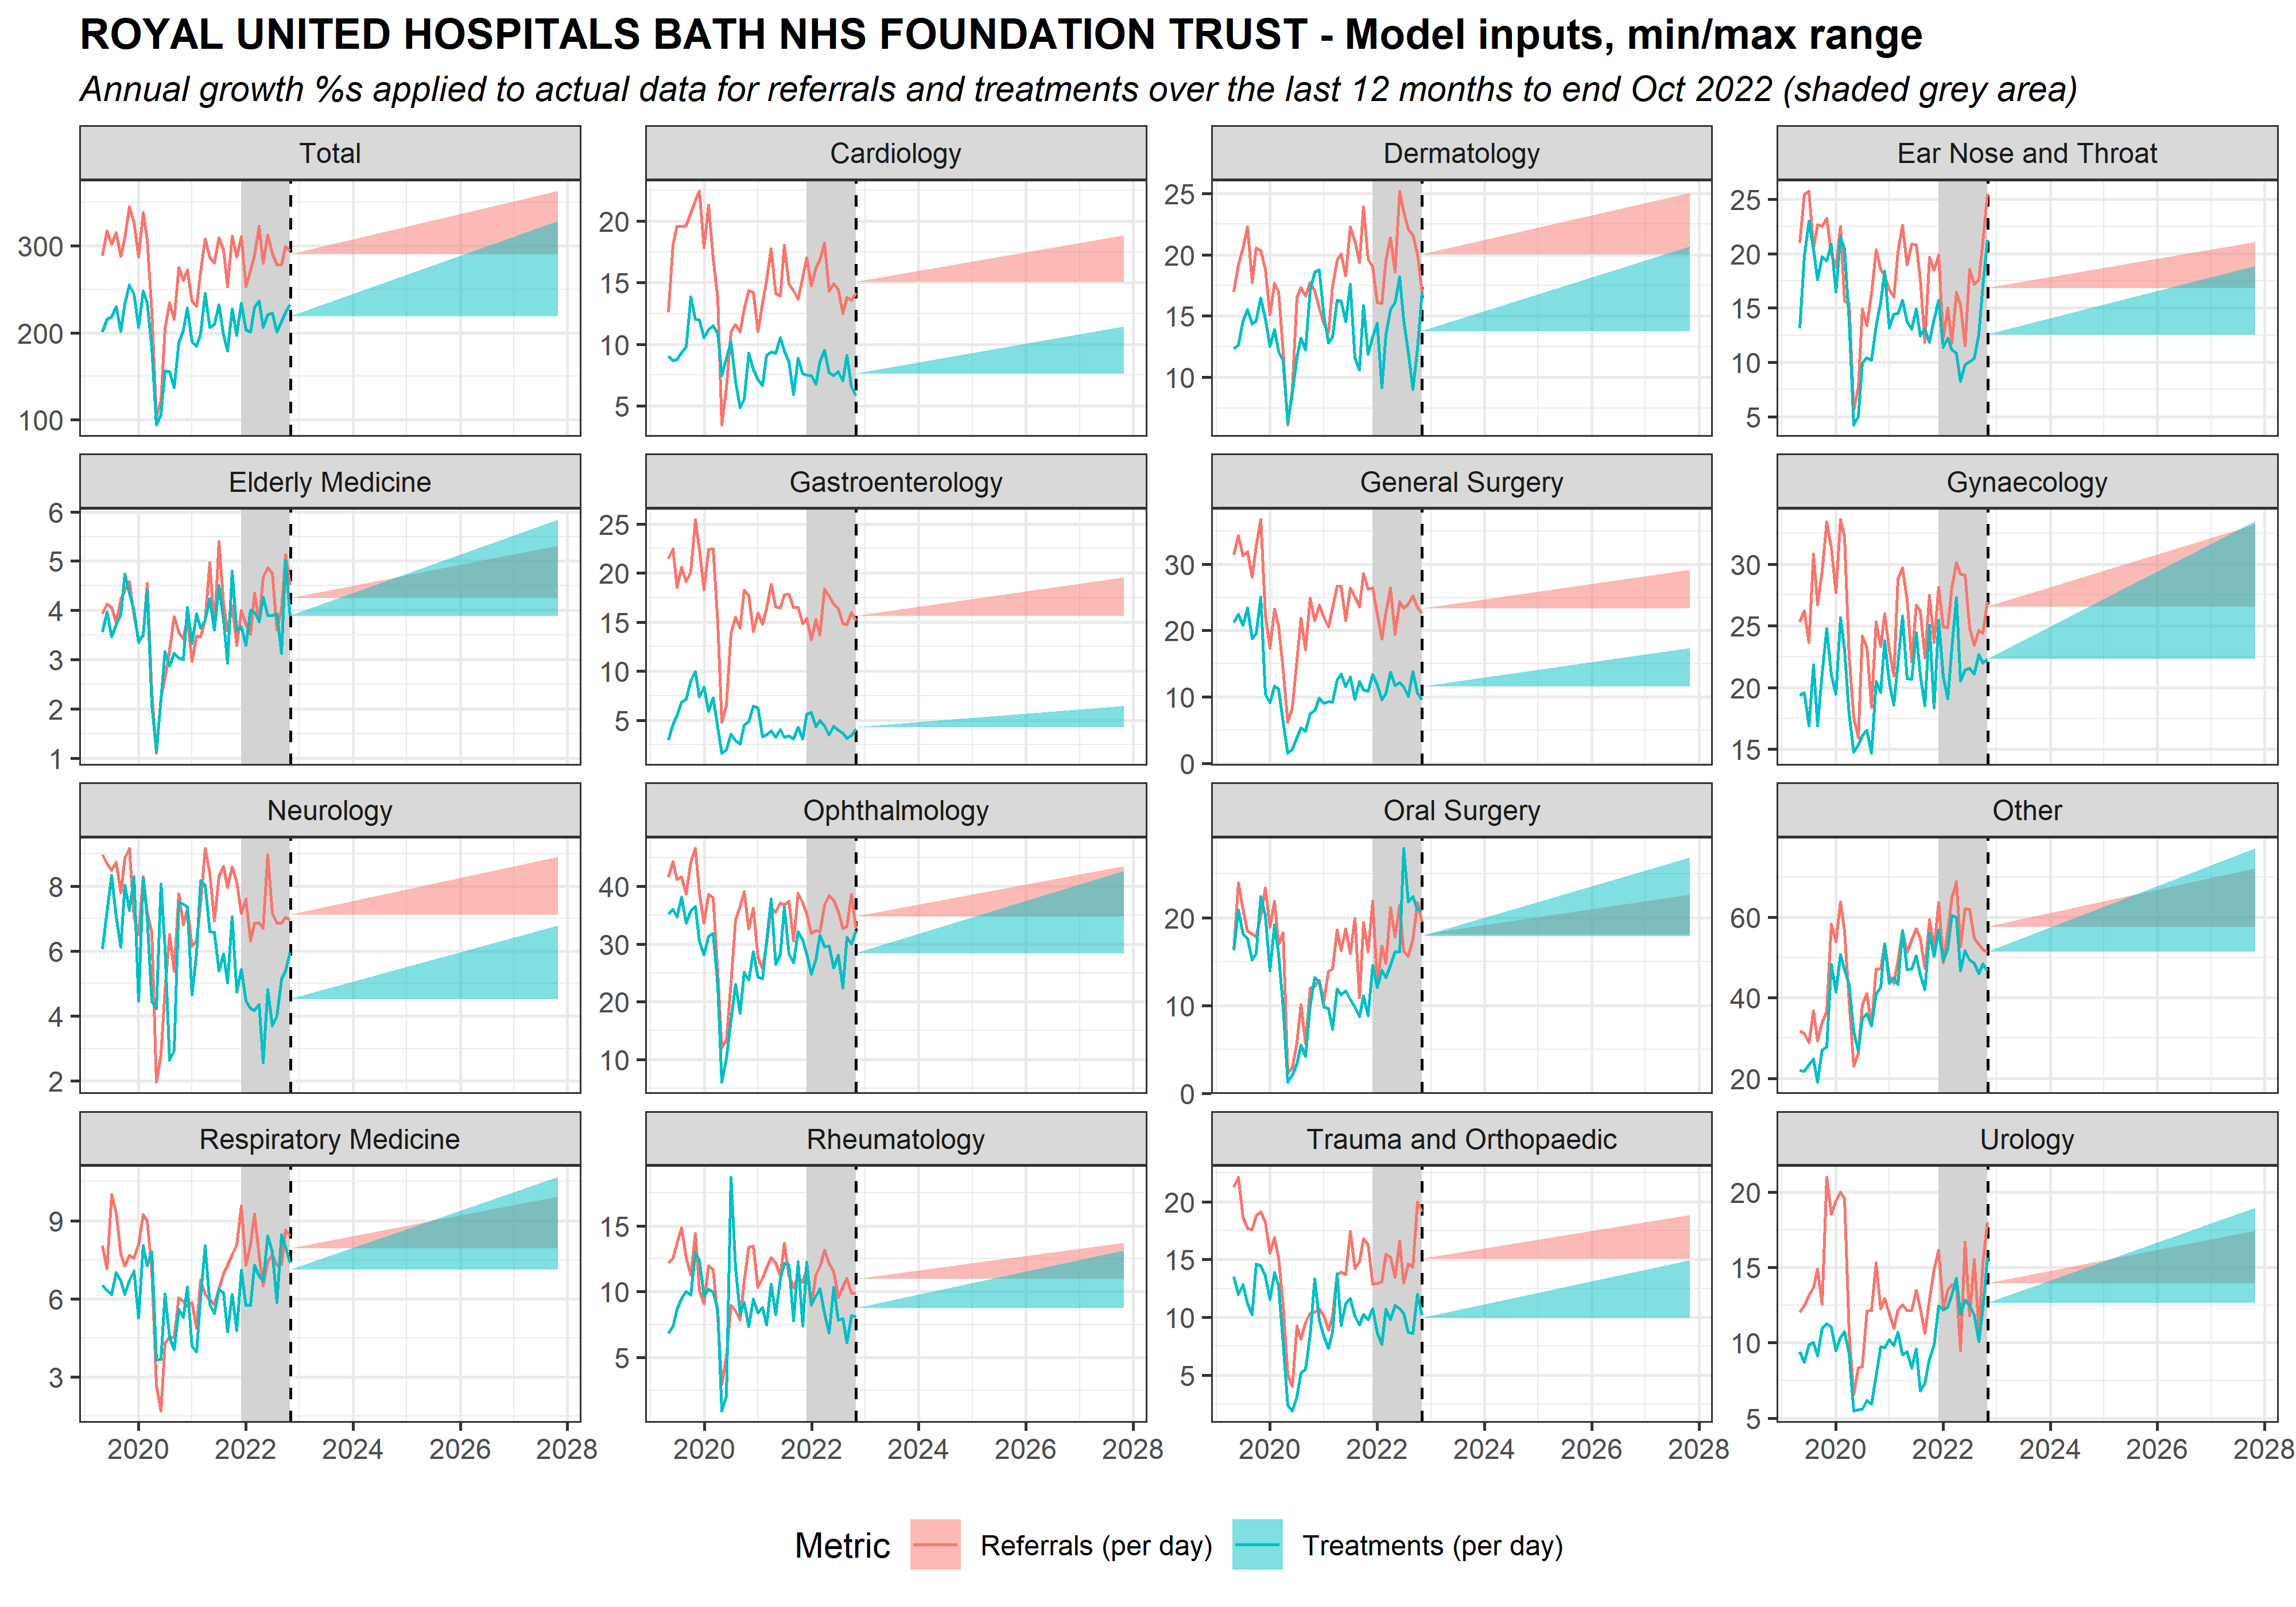 ROYAL UNITED HOSPITALS BATH NHS FOUNDATION TRUST - Model inputs, min/max range
Annual growth %s applied to actual data for referrals and treatments over the last 12 months to end Oct 2022 (shaded grey area)
Total Cardiology Dermatology Ear Nose and Throat
300 200 100
20 15 10 5
25 20 15 10
25 20 15 10 5
Elderly Medicine Gastroenterology General Surgery Gynaecology
6 5 4 3 2 1
25 20 15 10 5
30 20 10 0
30 25 20 15
Neurology Ophthalmology Oral Surgery Other
8 6 4 2
40 30 20 10
20 10 0
60 40 20
Respiratory Medicine Rheumatology Trauma and Orthopaedic Urology
9 6 3
15 10 5
20 15 10 5
20 15 10 5
2020 2022 2024 2026 2028 2020 2022 2024 2026 2028 2020 2022 2024 2026 2028 2020 2022 2024 2026 2028
Metric Referrals (per day) Treatments (per day)